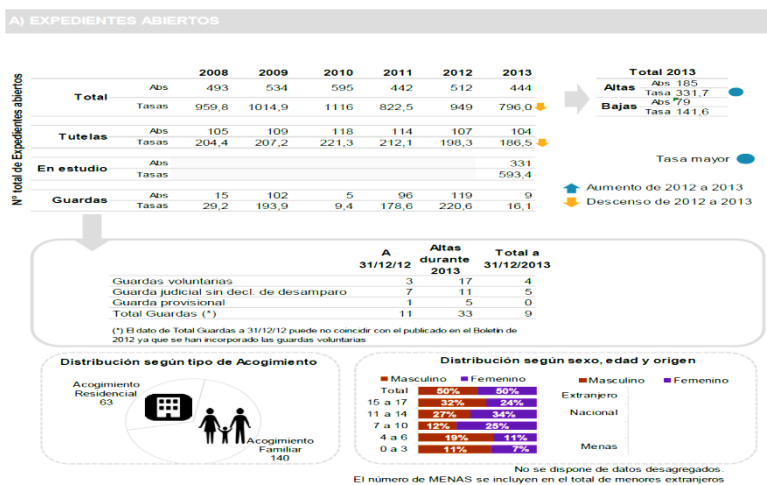 A) EXPEDIENTES ABIERTOS
Nº total de Expedientes abiertos
2008 2009 2010 2011 2012 2013
Total
Abs 493 534 595 442 512 444
Tasas 959,8 1014,9 1116 822,5 949 796,0
Tutelas
Abs 105 109 118 114 107 104
Tasas 204,4 207,2 221,3 212,1 198,3 186,5
En estudio
Abs 331
Tasas 593,4
Guardas
Abs 15 102 5 96 119 9
Tasas 29,2 193,9 9,4 178,6 220,6 16,1
Total 2013
Altas
Abs 185
Tasa 331,7
Bajas
Abs 79
Tasa 141,6
Tasa mayor
Aumento de 2012 a 2013
Descenso de 2012 a 2013
A 31/12/12
Altas durante 2013
Total a 31/12/2013
Guardas voluntarias 3 17 4
Guarda judicial sin decl. de desamparo 7 11 5
Guarda provisional 1 5 0
Total Guardas (*) 11 33 9
(*) El dato de Total Guardas a 31/12/12 puede no coincidir con el publicado en el Boletín de
2012 ya que se han incorporado las guardas voluntarias
Distribución según tipo de Acogimiento
Acogimiento
Residencial
63
Acogimiento
Familiar
140
Distribución según sexo, edad y origen
Masculino Femenino
Total 50% 50%
15 a 17 32% 24%
11 a 14 27% 34%
7 a 10 12% 25%
4 a 6 19% 11%
0 a 3 11% 7%
Masculino Femenino
Extranjero
Nacional
Menas
No se dispone de datos desagregados.
El número de MENAS se incluyen en el total de menores extranjeros